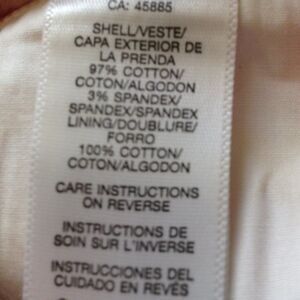 CA: 45885
SHELL/VESTE/
CAPA EXTERIOR DE
LA PRENDA
97% COTTON/
COTON/ALGODON
3% SPANDEX/
SPANDEX/SPANDEX
LINING/DOUBLURE/
FORRO
100% COTTON/
COTON/ALGODON
CARE INSTRUCTIONS
ON REVERSE
INSTRUCTIONS DE
SOIN SUR L'INVERSE
INSTRUCCIONES DEL
CUIDADO EN REVÉS